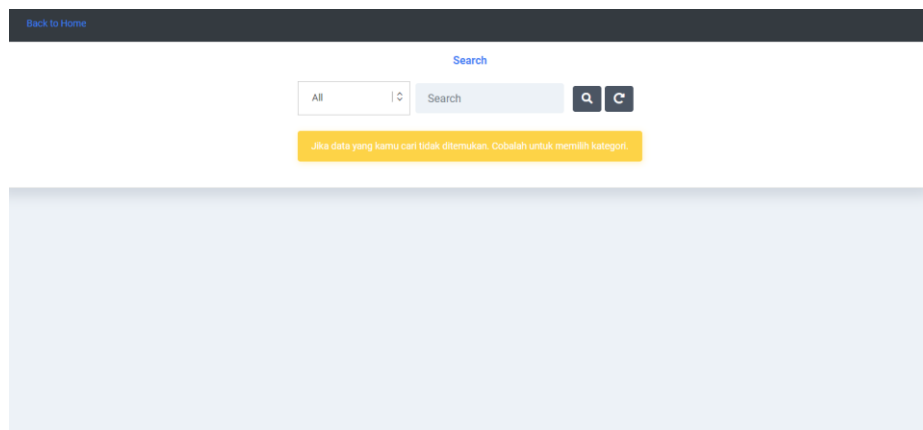 Back to Home
Search
All
Search
Jika data yang kamu cari tidak ditemukan. Cobalah untuk memilih kategori.